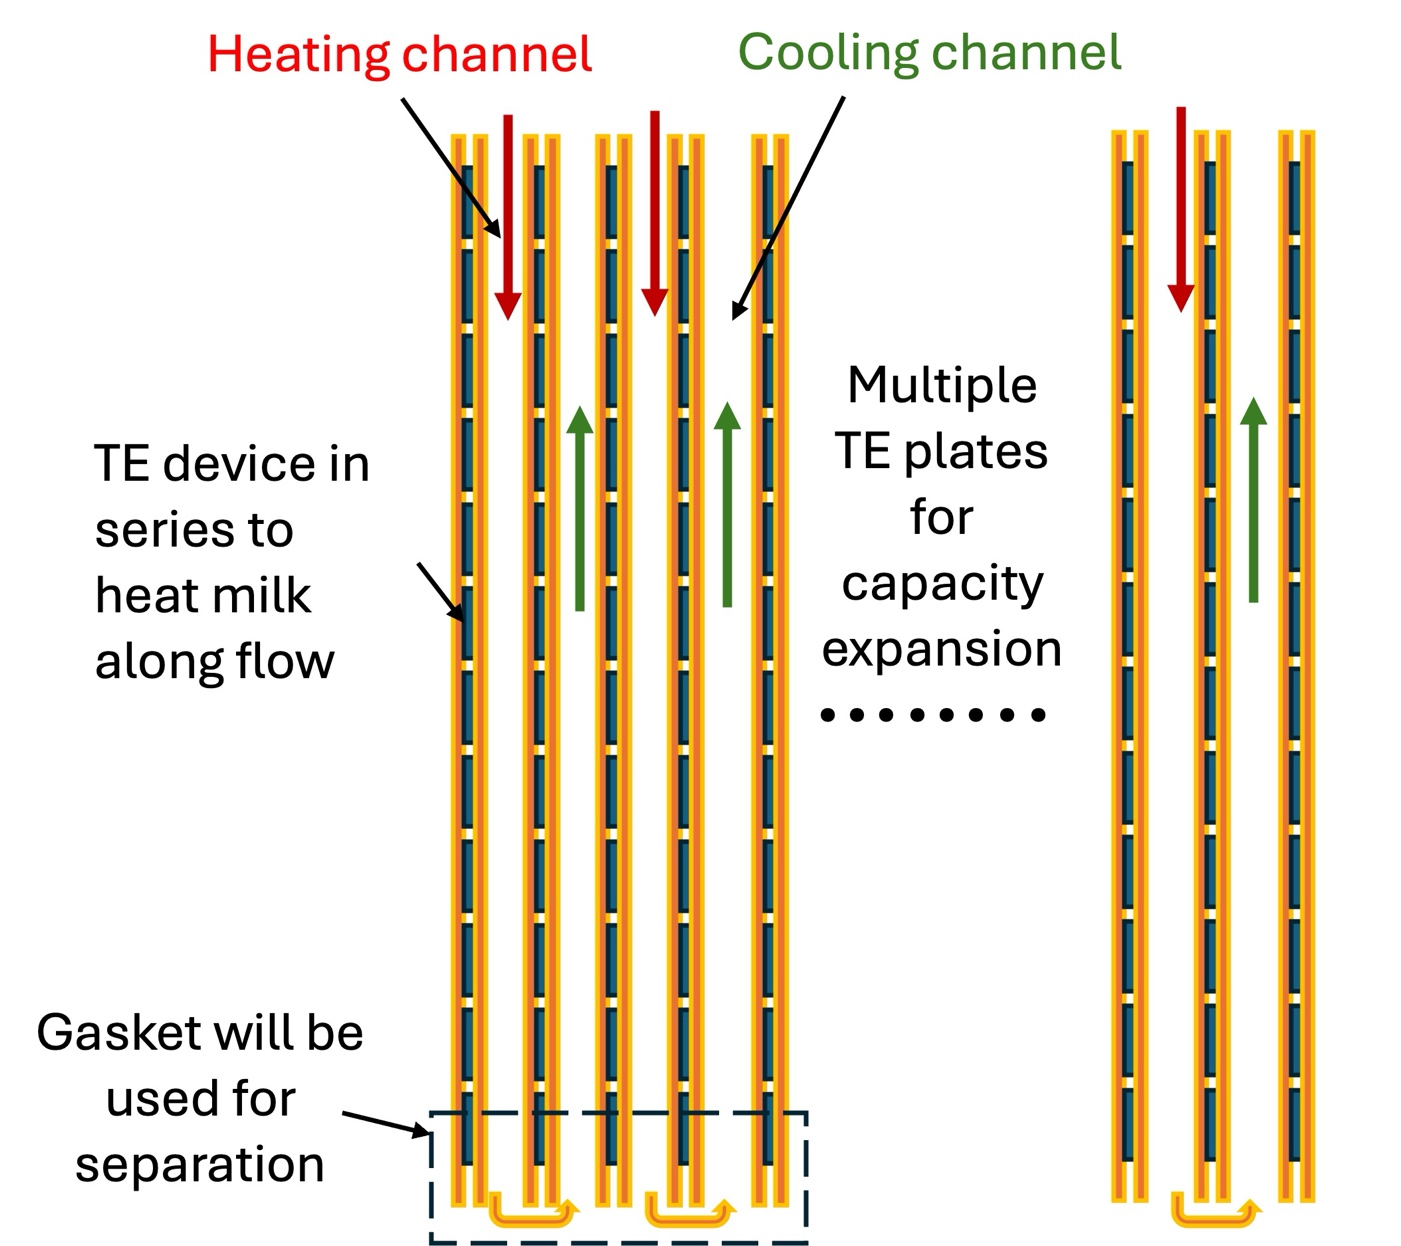 Heating channel
Cooling channel
TE device in
series to
heat milk
along flow
Multiple
TE plates
for
capacity
expansion
Gasket will be
used for
separation